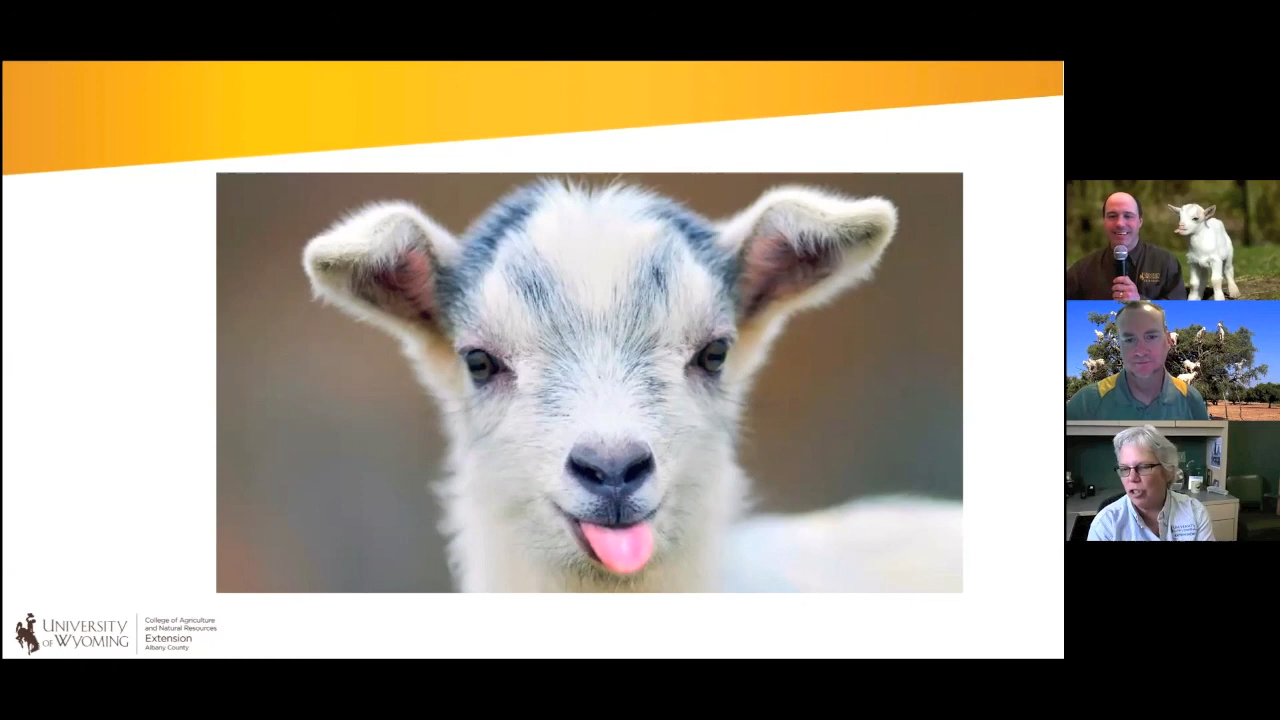 UNIVERSITY
OF WYOMING
College of Agriculture
and Natural Resources
Extension
Albany County